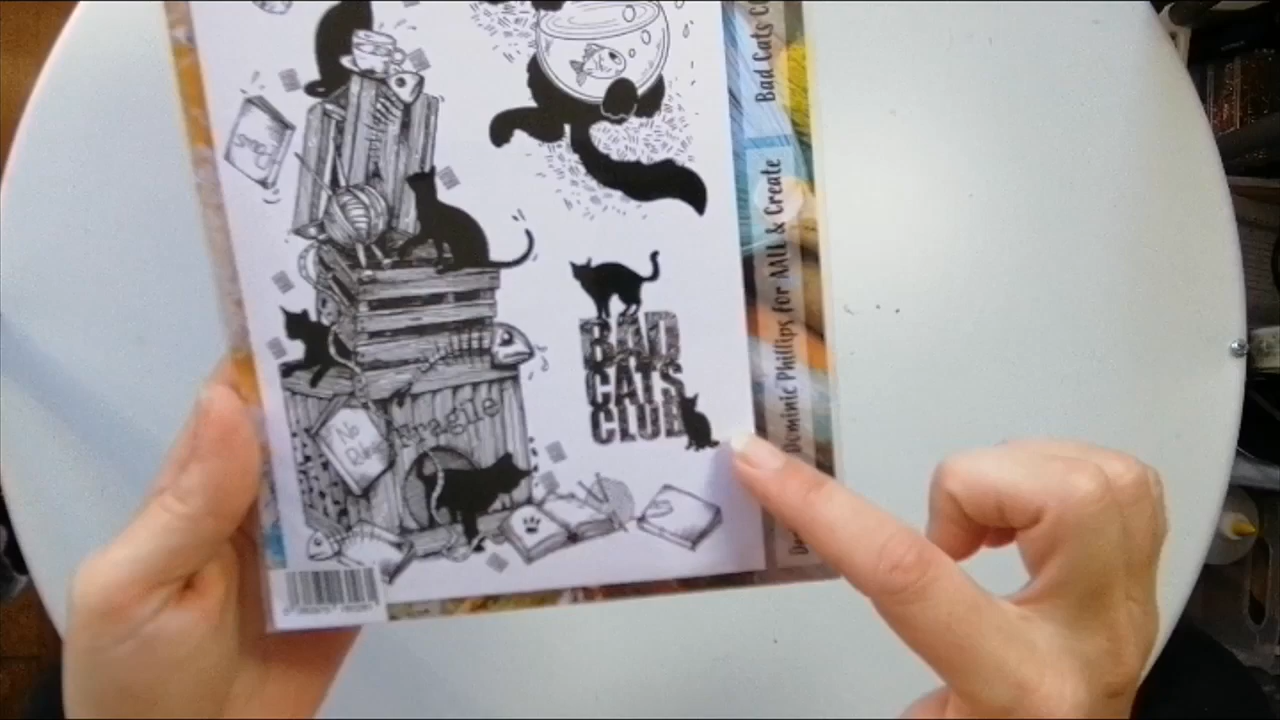 Bad Cats C
Dominic Phillips for AALL & Create
BAD
CATS
CLUB
Fragile
No